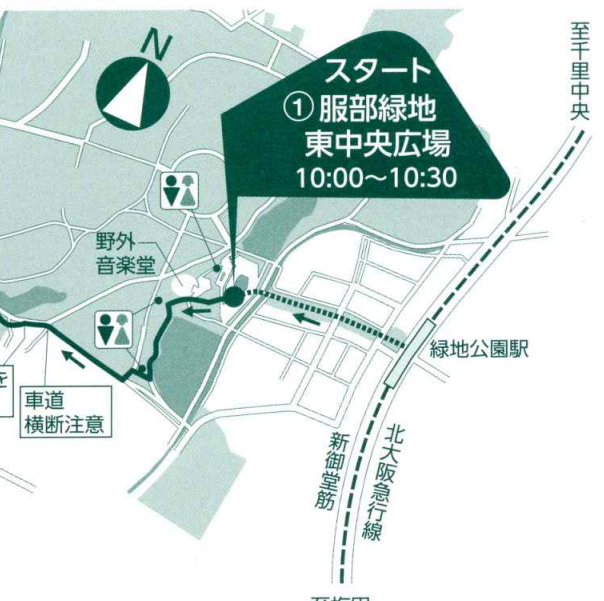 N
スタート
①服部緑地
東中央広場
10:00〜10:30
至千里中央
野外
音楽堂
緑地公園駅
車道
横断注意
新御堂筋
北大阪急行線